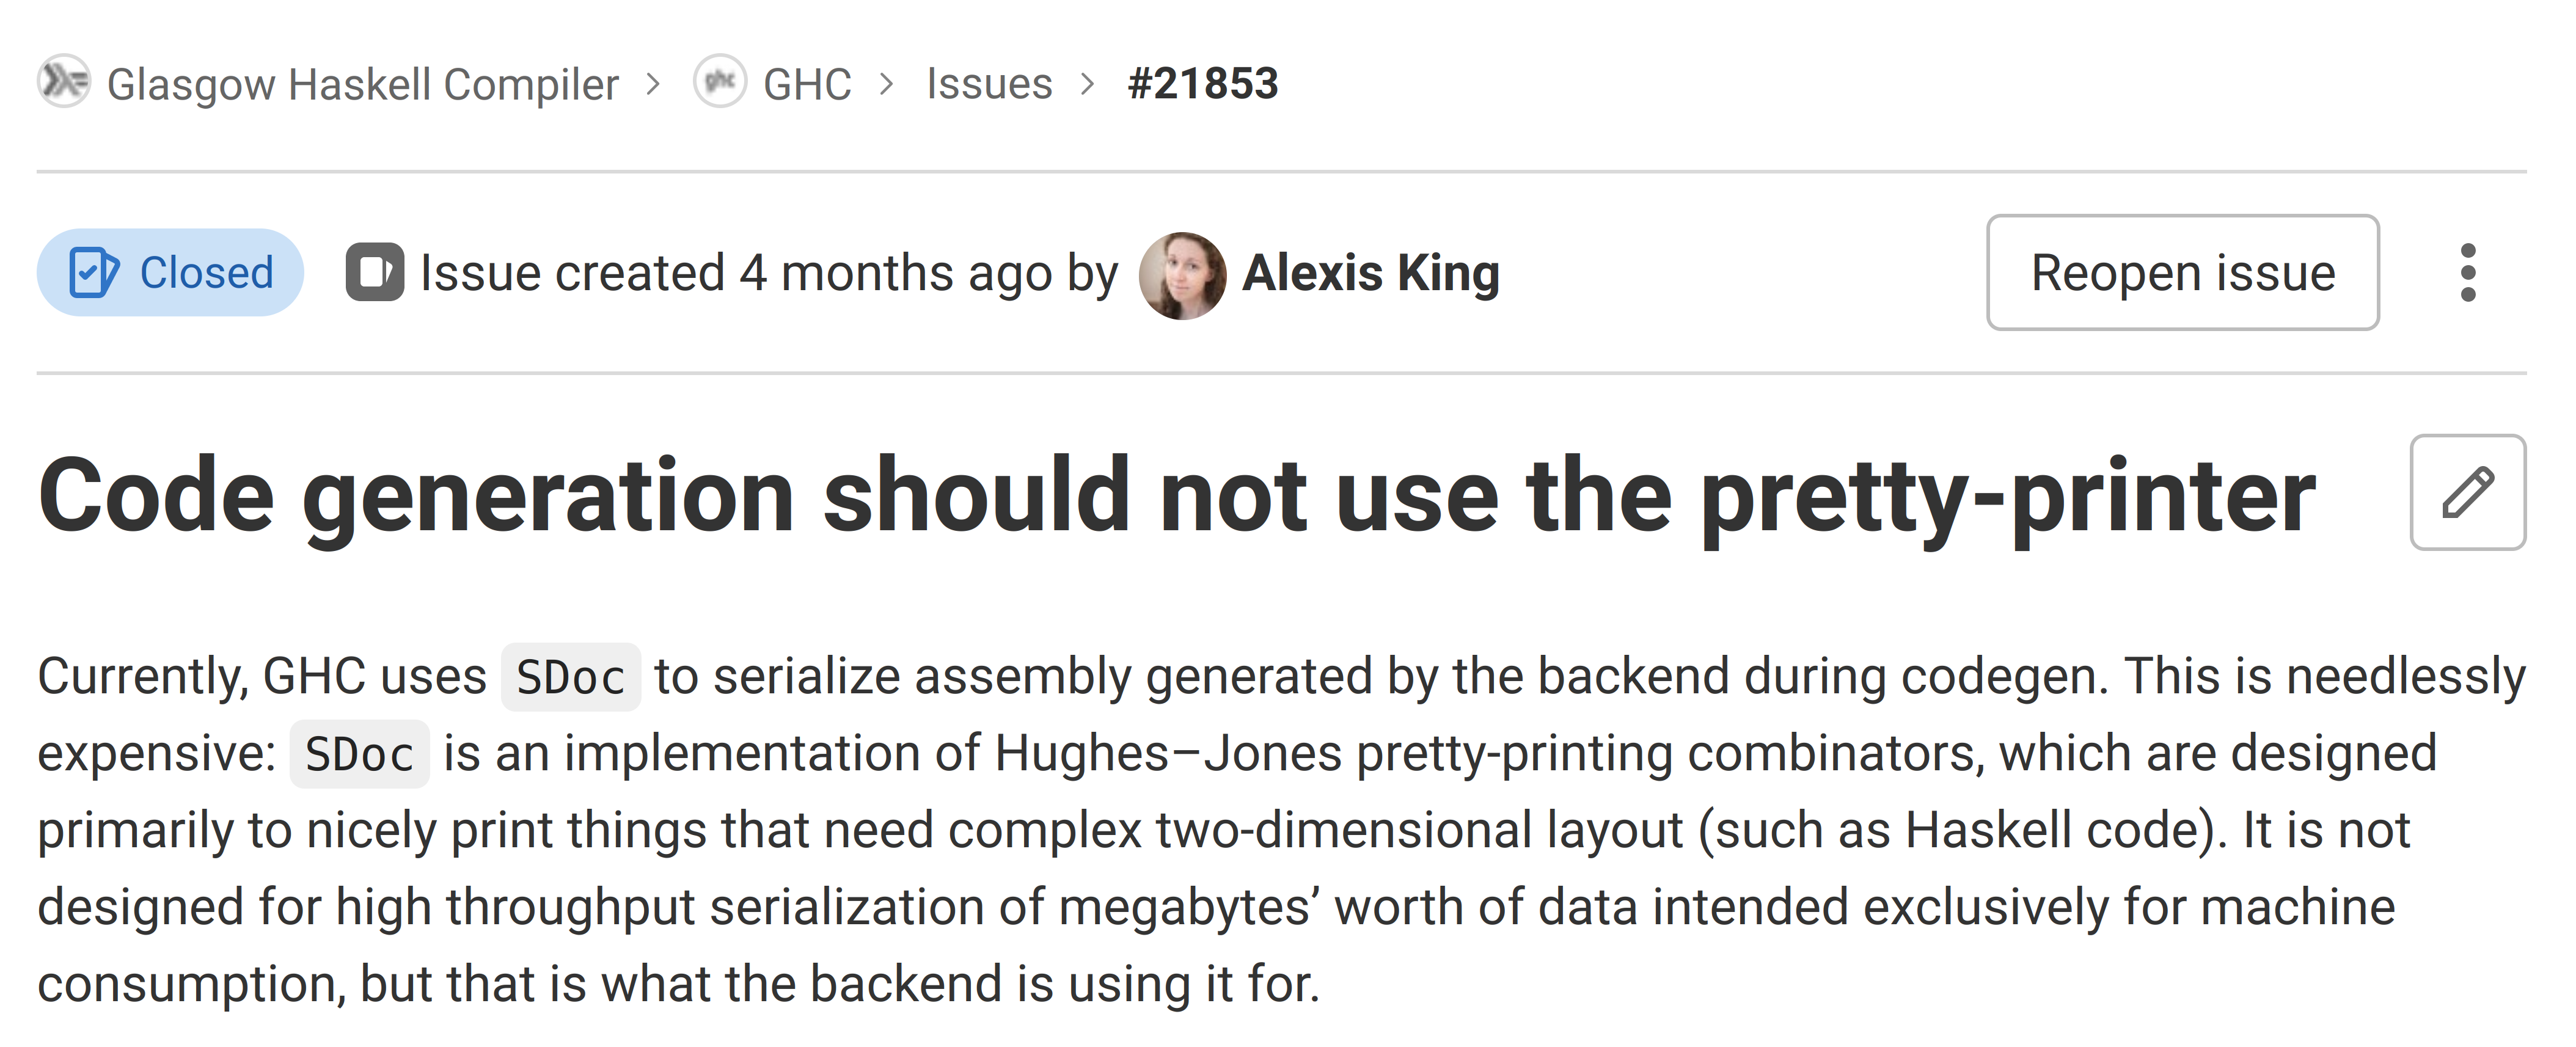 Glasgow Haskell Compiler > ghc GHC > Issues > #21853
Closed Issue created 4 months ago by Alexis King Reopen issue
Code generation should not use the pretty-printer
Currently, GHC uses SDoc to serialize assembly generated by the backend during codegen. This is needlessly
expensive: SDoc is an implementation of Hughes–Jones pretty-printing combinators, which are designed
primarily to nicely print things that need complex two-dimensional layout (such as Haskell code). It is not
designed for high throughput serialization of megabytes’ worth of data intended exclusively for machine
consumption, but that is what the backend is using it for.